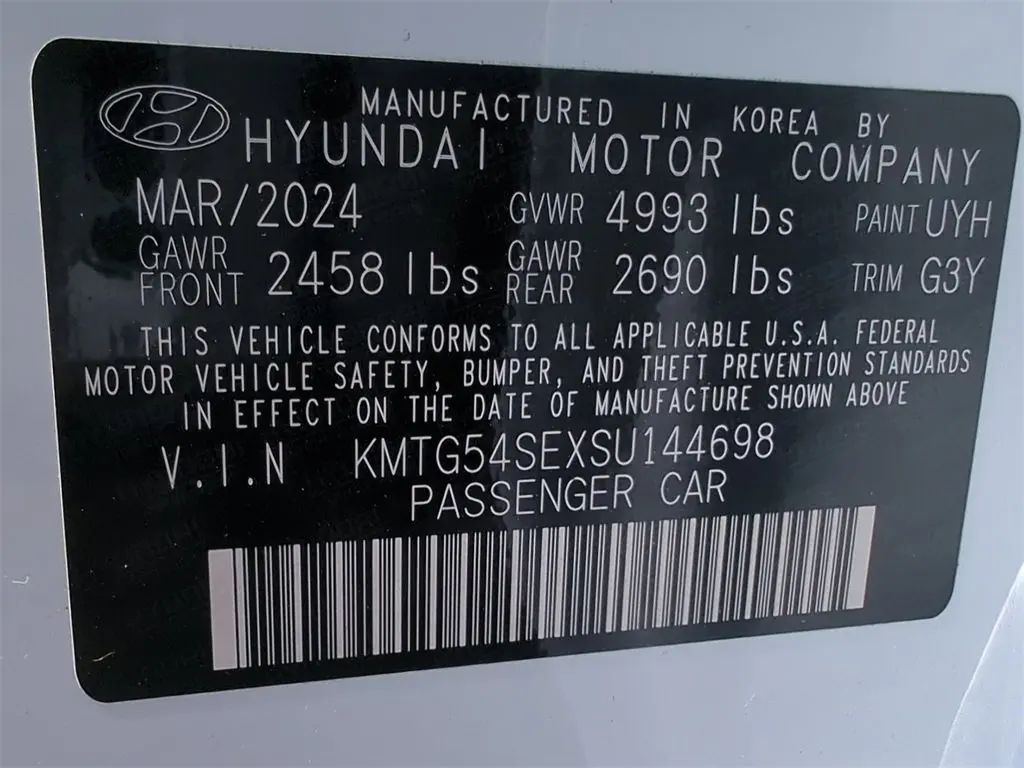 MANUFACTURED IN KOREA BY
HYUNDAI MOTOR COMPANY
MAR/2024 GVWR 4993 lbs PAINT UYH
GAWR FRONT 2458 lbs GAWR REAR 2690 lbs TRIM G3Y
THIS VEHICLE CONFORMS TO ALL APPLICABLE U.S.A. FEDERAL
MOTOR VEHICLE SAFETY, BUMPER, AND THEFT PREVENTION STANDARDS
IN EFFECT ON THE DATE OF MANUFACTURE SHOWN ABOVE
V.I.N KMTG54SEXSU144698
PASSENGER CAR